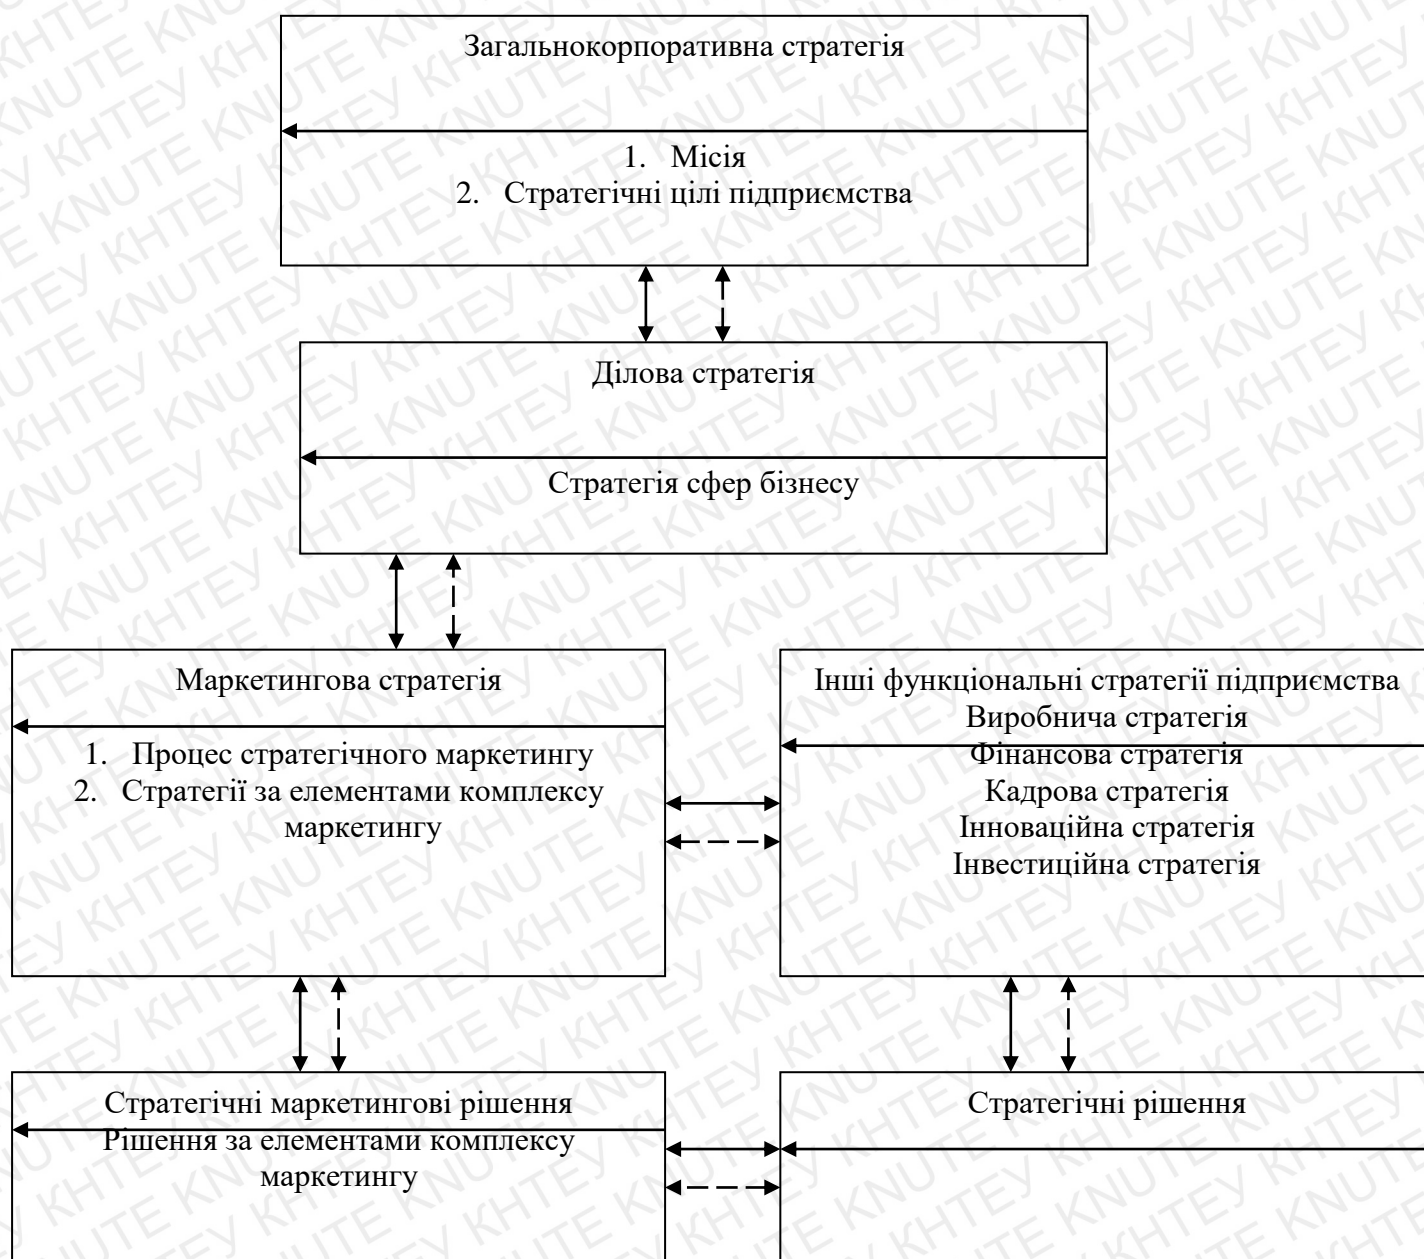 Загальнокорпоративна стратегія
1. Місія
2. Стратегічні цілі підприємства
Ділова стратегія
Стратегія сфер бізнесу
Маркетингова стратегія
1. Процес стратегічного маркетингу
2. Стратегії за елементами комплексу
маркетингу
Інші функціональні стратегії підприємства
Виробнича стратегія
Фінансова стратегія
Кадрова стратегія
Інноваційна стратегія
Інвестиційна стратегія
Стратегічні маркетингові рішення
Рішення за елементами комплексу
маркетингу
Стратегічні рішення